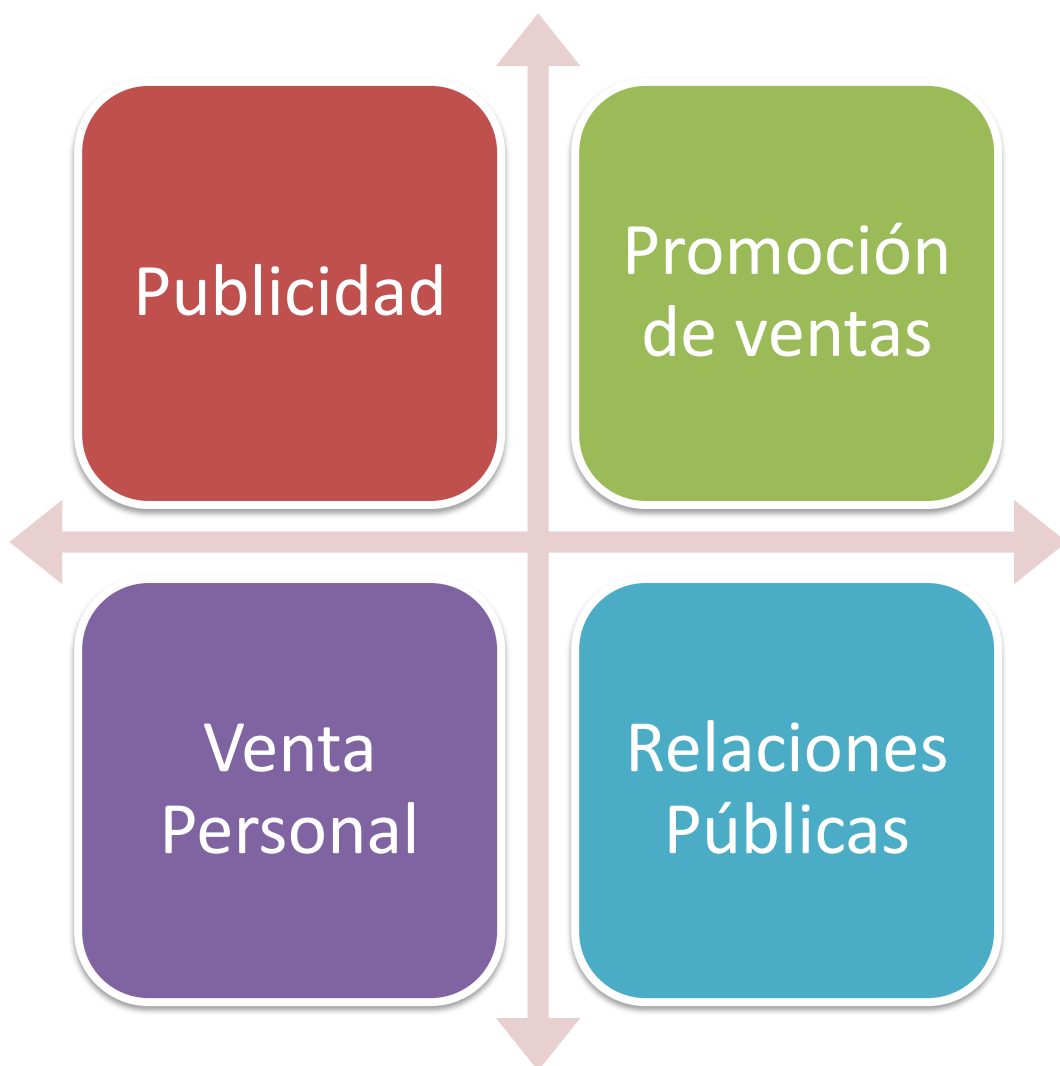 Publicidad
Promoción
de ventas
Venta
Personal
Relaciones
Públicas